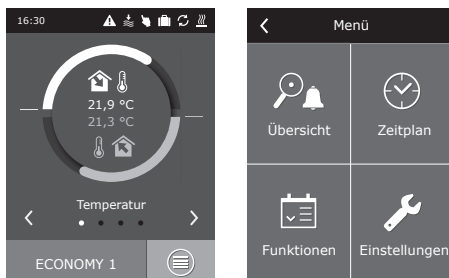 16:30
21,9 °C
21,3 °C
Temperatur
ECONOMY 1
Menü
Übersicht
Zeitplan
Funktionen
Einstellungen